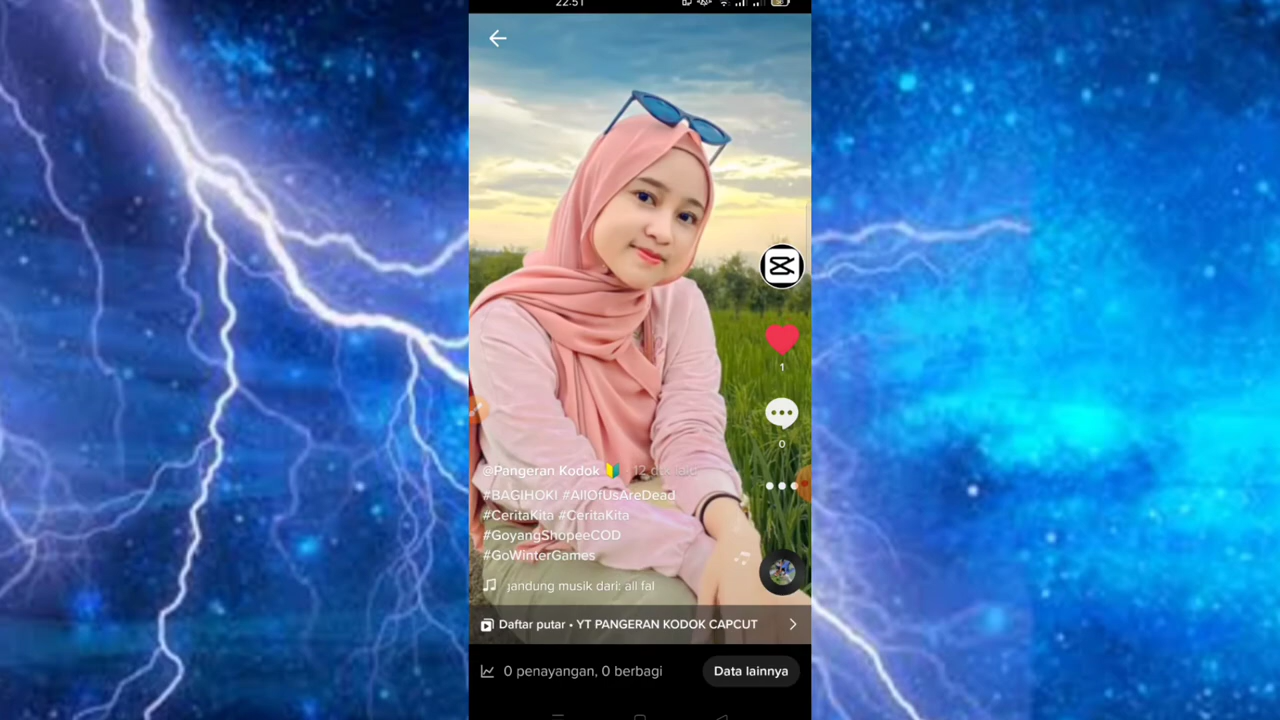 22.51
@Pangeran Kodok
#BAGIHOKI #AllOfUsAreDead
#CeritaKita #CeritaKita
#GoyangShopeeCOD
#GoWinterGames
gandung musik dari: all fal
1
0
Daftar putar • YT PANGERAN KODOK CAPCUT
0 penayangan, 0 berbagi
Data lainnya